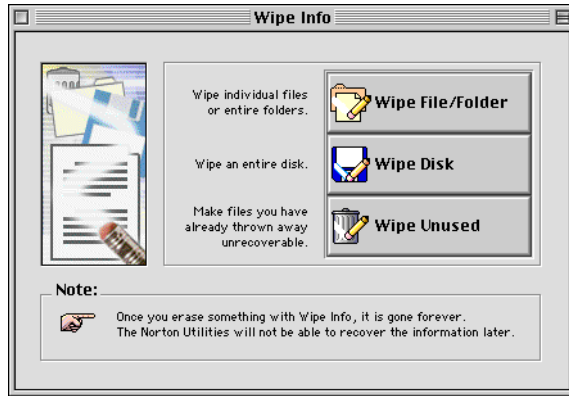 Wipe Info
Wipe individual files
or entire folders.
Wipe File/Folder
Wipe an entire disk.
Wipe Disk
Make files you have
already thrown away
unrecoverable.
Wipe Unused
Note:
Once you erase something with Wipe Info, it is gone forever.
The Norton Utilities will not be able to recover the information later.